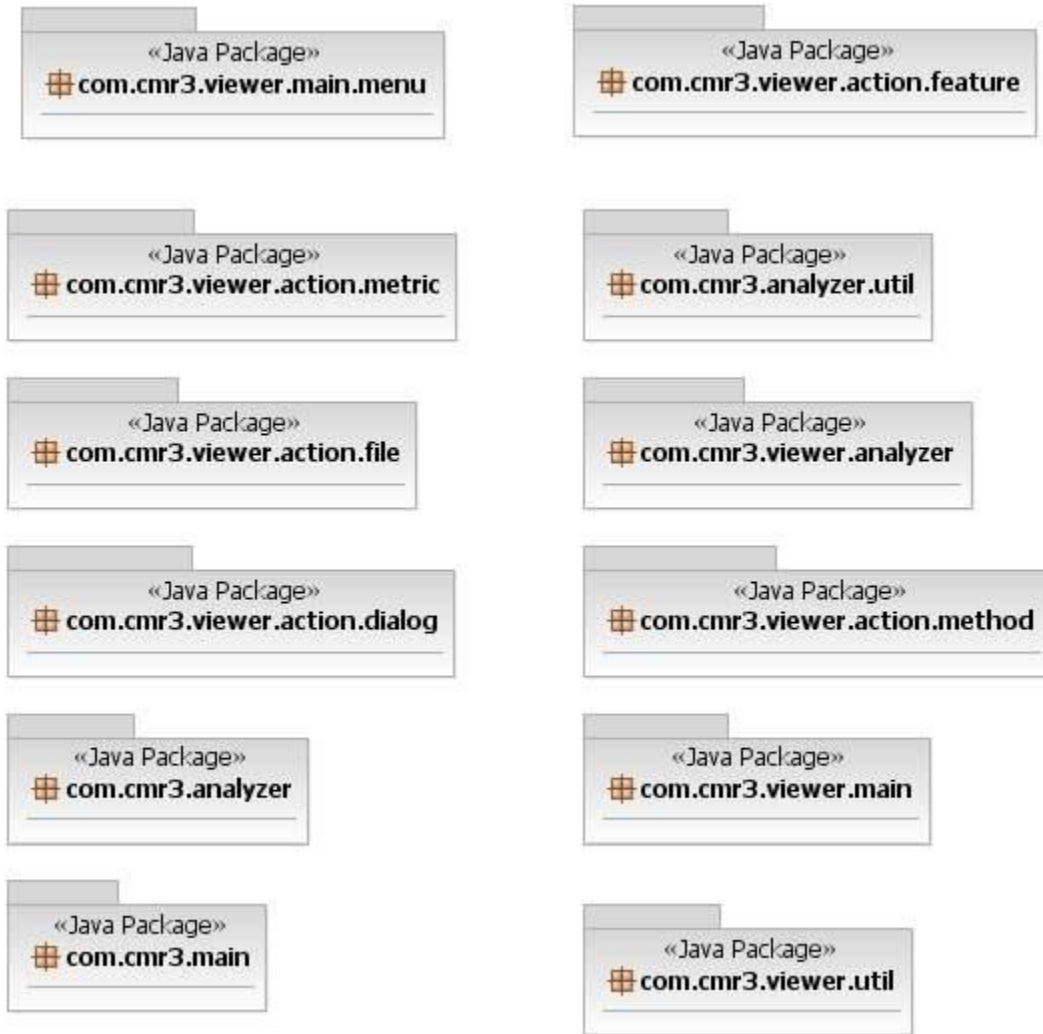 «Java Package»
com.cmr3.viewer.main.menu
«Java Package»
com.cmr3.viewer.action.feature
«Java Package»
com.cmr3.viewer.action.metric
«Java Package»
com.cmr3.analyzer.util
«Java Package»
com.cmr3.viewer.action.file
«Java Package»
com.cmr3.viewer.analyzer
«Java Package»
com.cmr3.viewer.action.dialog
«Java Package»
com.cmr3.viewer.action.method
«Java Package»
com.cmr3.analyzer
«Java Package»
com.cmr3.viewer.main
«Java Package»
com.cmr3.main
«Java Package»
com.cmr3.viewer.util